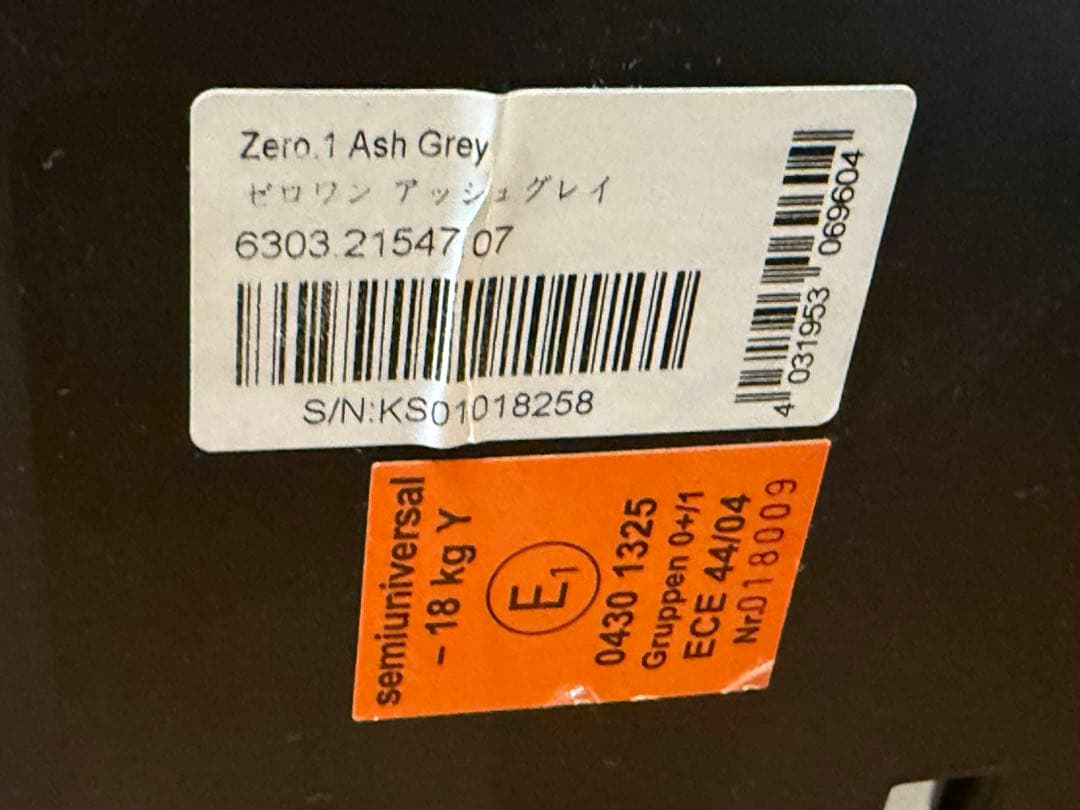 Zero.1 Ash Grey
ゼロワン アッシュグレイ
6303.21547.07
S/N:KS01018258
4 031953 069604
semiuniversal
– 18 kg Y
E1
0430 1325
Gruppen 0+/1
ECE 44/04
Nr.018009